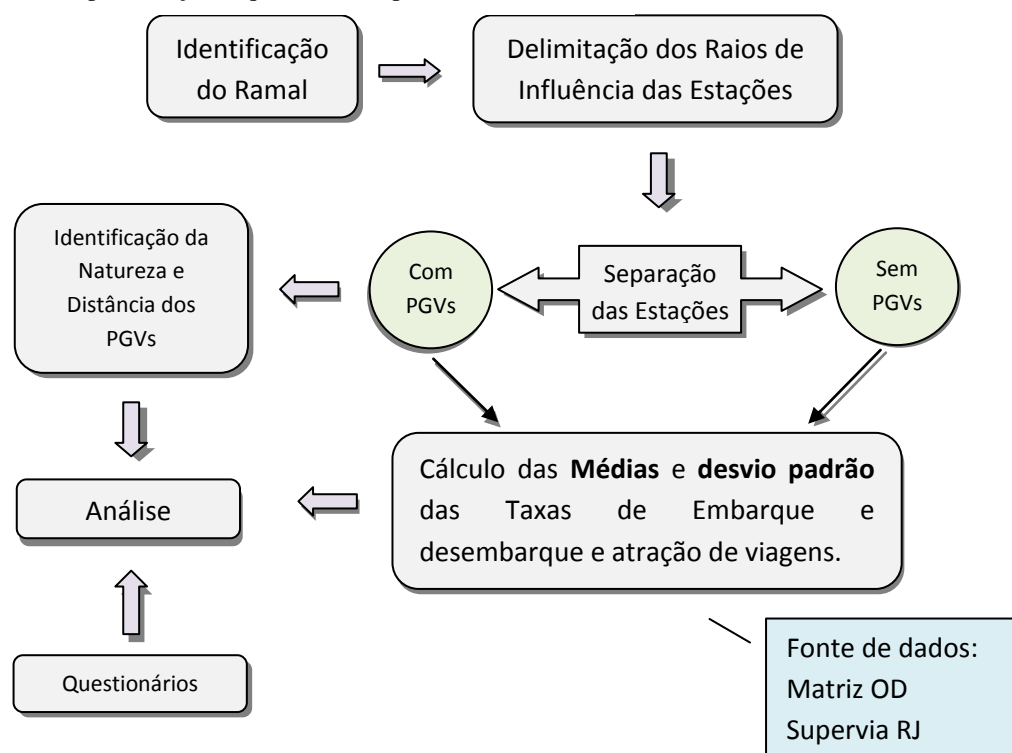 Identificação
do Ramal
Delimitação dos Raios de
Influência das Estações
Identificação da
Natureza e
Distância dos
PGVs
Com
PGVs
Separação
das Estações
Sem
PGVs
Cálculo das Médias e desvio padrão
das Taxas de Embarque e
desembarque e atração de viagens.
Análise
Questionários
Fonte de dados:
Matriz OD
Supervia RJ